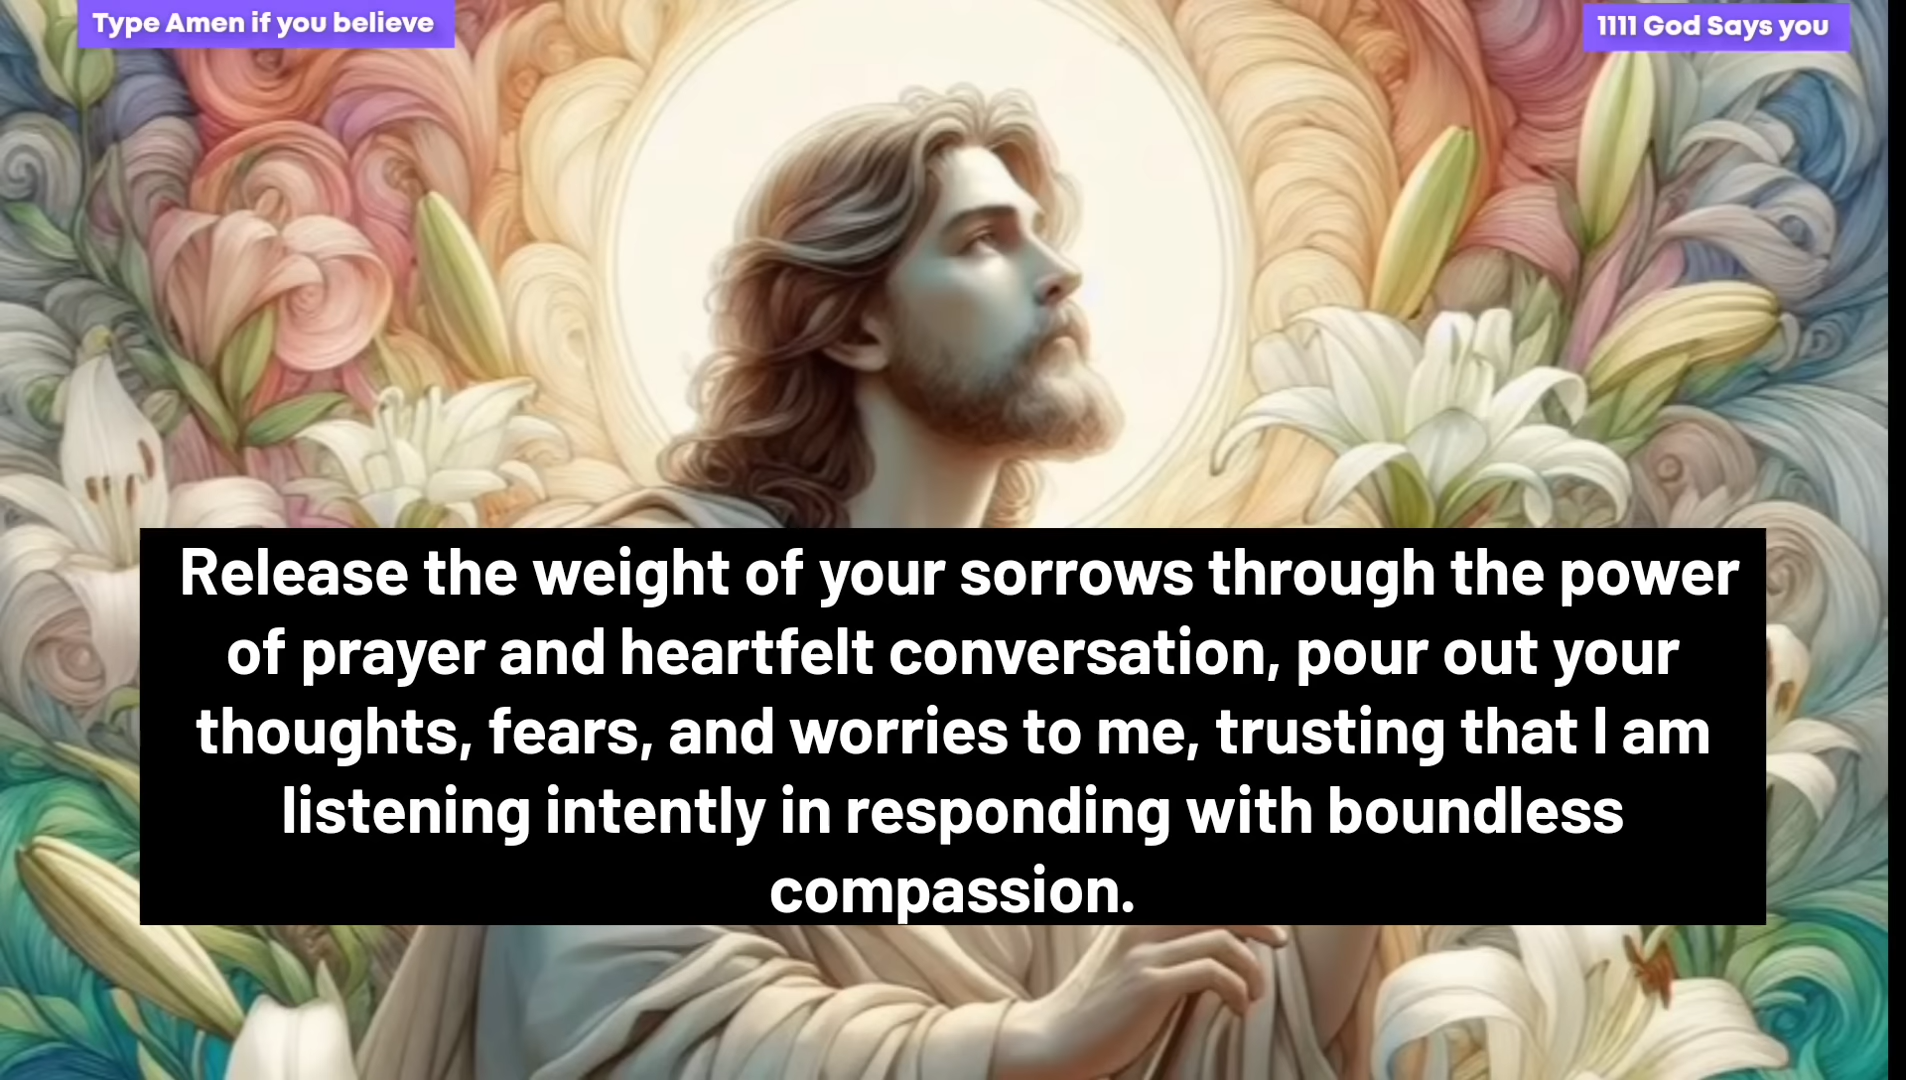 Type Amen if you believe
1111 God Says you
Release the weight of your sorrows through the power
of prayer and heartfelt conversation, pour out your
thoughts, fears, and worries to me, trusting that I am
listening intently in responding with boundless
compassion.